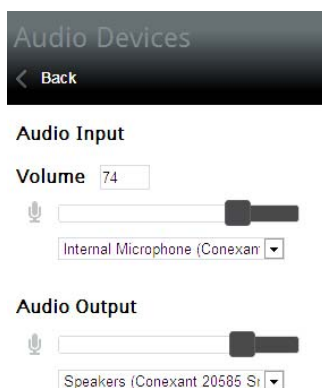 Audio Devices
Back
Audio Input
Volume 74
Internal Microphone (Conexan
Audio Output
Speakers (Conexant 20585 Sr